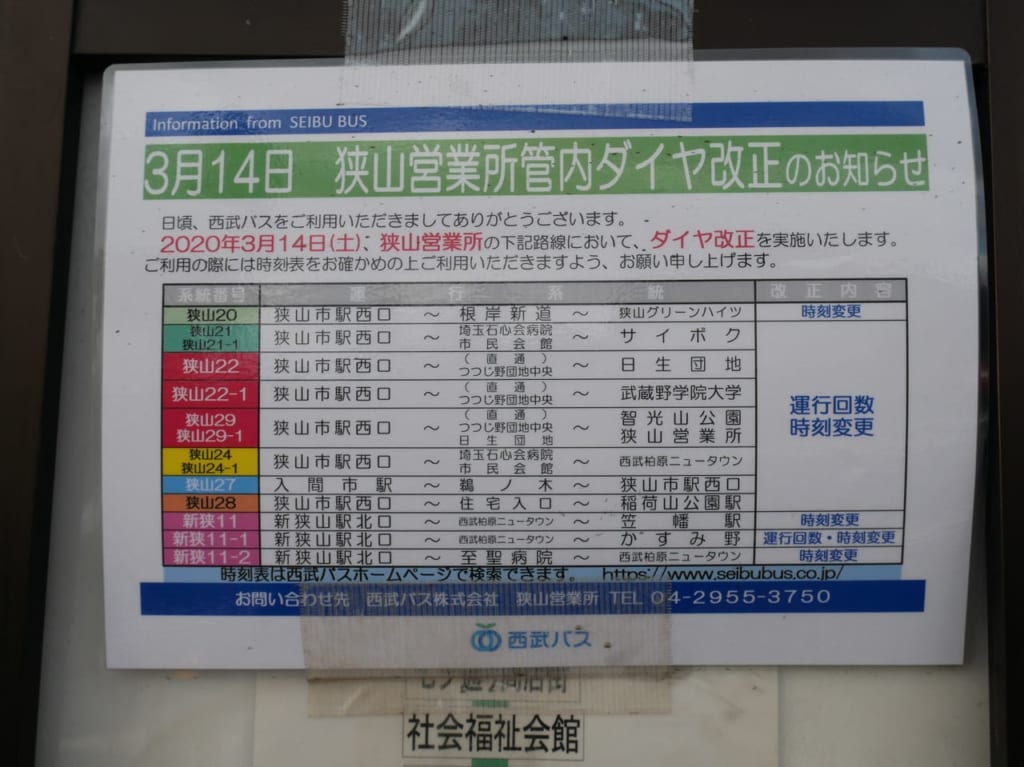 Information from SEIBU BUS
3月14日 狭山営業所管内ダイヤ改正のお知らせ
日頃、西武バスをご利用いただきましてありがとうございます。
2020年3月14日(土)、狭山営業所の下記路線において、ダイヤ改正を実施いたします。
ご利用の際には時刻表をお確かめの上ご利用いただきますよう、お願い申し上げます。
系統番号 運行系統 改正内容
狭山20 狭山市駅西口 ～ 根岸新道 ～ 狭山グリーンハイツ 時刻変更
狭山21 狭山21-1 狭山市駅西口 ～ 埼玉石心会病院 市民会館 ～ サイボク
狭山22 狭山市駅西口 ～ (直通) つつじ野団地中央 ～ 日生団地
狭山22-1 狭山市駅西口 ～ (直通) つつじ野団地中央 ～ 武蔵野学院大学
運行回数 時刻変更
狭山29 狭山29-1 狭山市駅西口 ～ (直通) つつじ野団地中央 日生団地 ～ 智光山公園 狭山営業所
狭山24 狭山24-1 狭山市駅西口 ～ 埼玉石心会病院 市民会館 ～ 西武柏原ニュータウン
狭山27 入間市駅 ～ 鵜ノ木 ～ 狭山市駅西口
狭山28 狭山市駅西口 ～ 住宅入口 ～ 稲荷山公園駅
新狭11 新狭山駅北口 ～ 西武柏原ニュータウン ～ 笠幡駅 時刻変更
新狭11-1 新狭山駅北口 ～ 西武柏原ニュータウン ～ かすみ野 運行回数・時刻変更
新狭11-2 新狭山駅北口 ～ 至聖病院 ～ 西武柏原ニュータウン 時刻変更
時刻表は西武バスホームページで検索できます。 https://www.seibubus.co.jp/
お問い合わせ先 西武バス株式会社 狭山営業所 TEL 04-2955-3750
西武バス
社会福祉会館